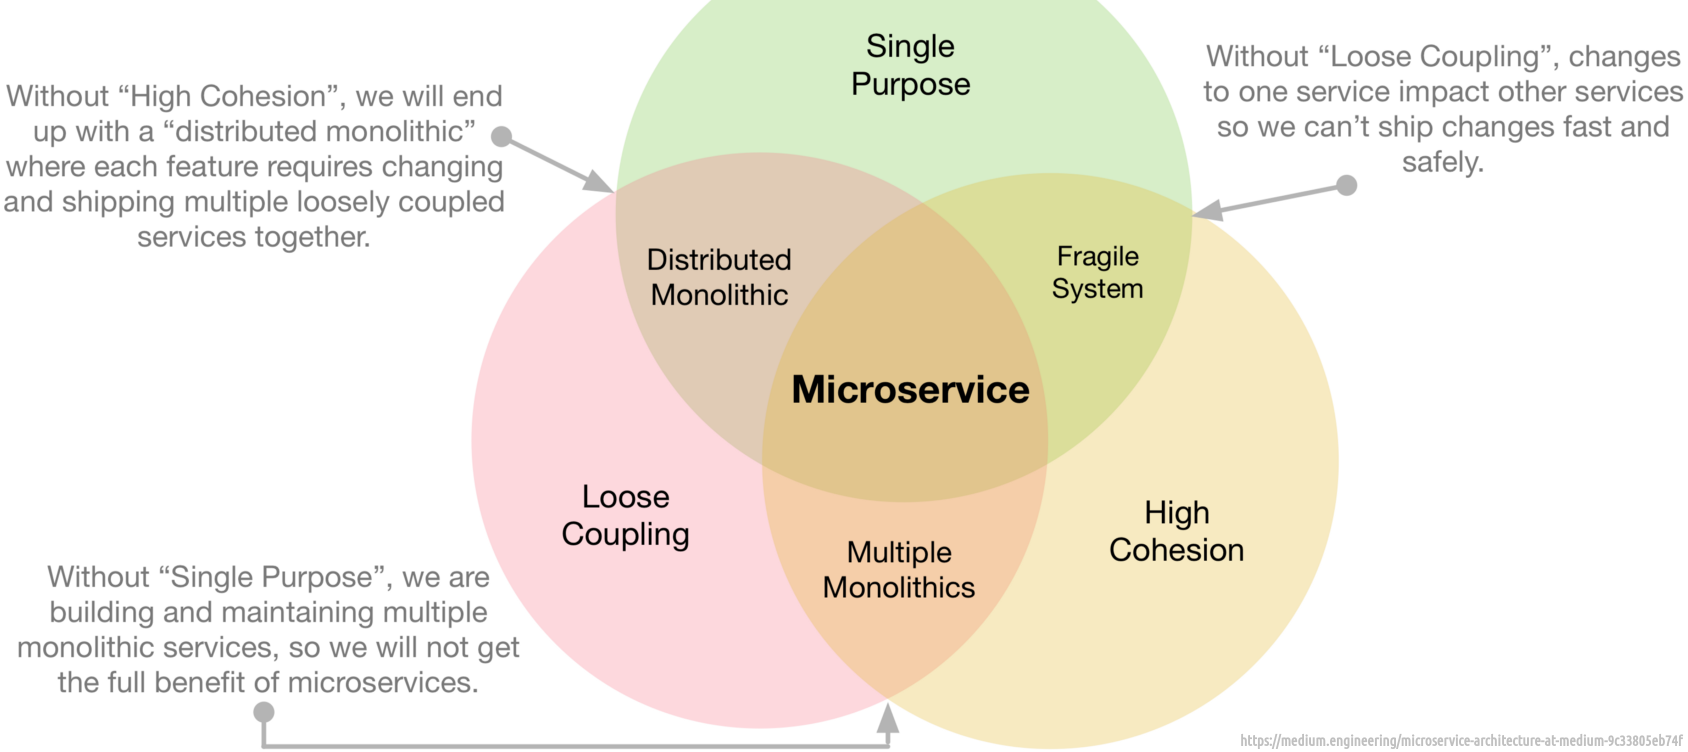 Single
Purpose
Without “Loose Coupling”, changes
to one service impact other services
so we can’t ship changes fast and
safely.
Without “High Cohesion”, we will end
up with a “distributed monolithic”
where each feature requires changing
and shipping multiple loosely coupled
services together.
Distributed
Monolithic
Fragile
System
Microservice
Loose
Coupling
High
Cohesion
Multiple
Monolithics
Without “Single Purpose”, we are
building and maintaining multiple
monolithic services, so we will not get
the full benefit of microservices.
https://medium.engineering/microservice-architecture-at-medium-9c33805eb74f